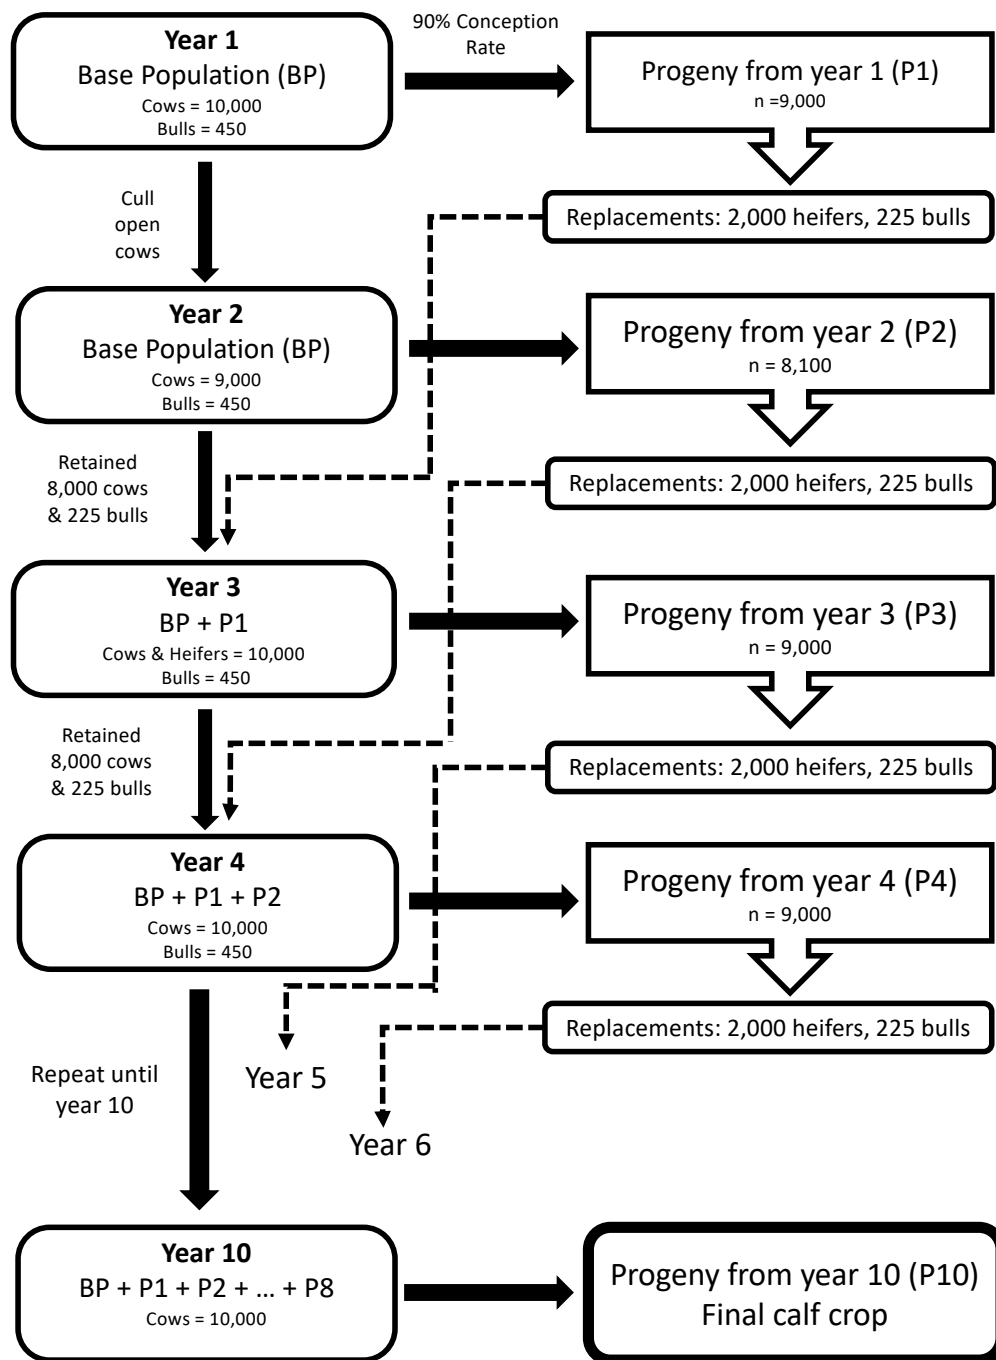 Year 1
Base Population (BP)
Cows = 10,000
Bulls = 450
90% Conception
Rate
Progeny from year 1 (P1)
n =9,000
Cull
open
cows
Replacements: 2,000 heifers, 225 bulls
Year 2
Base Population (BP)
Cows = 9,000
Bulls = 450
Progeny from year 2 (P2)
n = 8,100
Retained
8,000 cows
& 225 bulls
Replacements: 2,000 heifers, 225 bulls
Year 3
BP + P1
Cows & Heifers = 10,000
Bulls = 450
Progeny from year 3 (P3)
n = 9,000
Retained
8,000 cows
& 225 bulls
Replacements: 2,000 heifers, 225 bulls
Year 4
BP + P1 + P2
Cows = 10,000
Bulls = 450
Progeny from year 4 (P4)
n = 9,000
Replacements: 2,000 heifers, 225 bulls
Repeat until
year 10
Year 5
Year 6
Year 10
BP + P1 + P2 + ... + P8
Cows = 10,000
Progeny from year 10 (P10)
Final calf crop